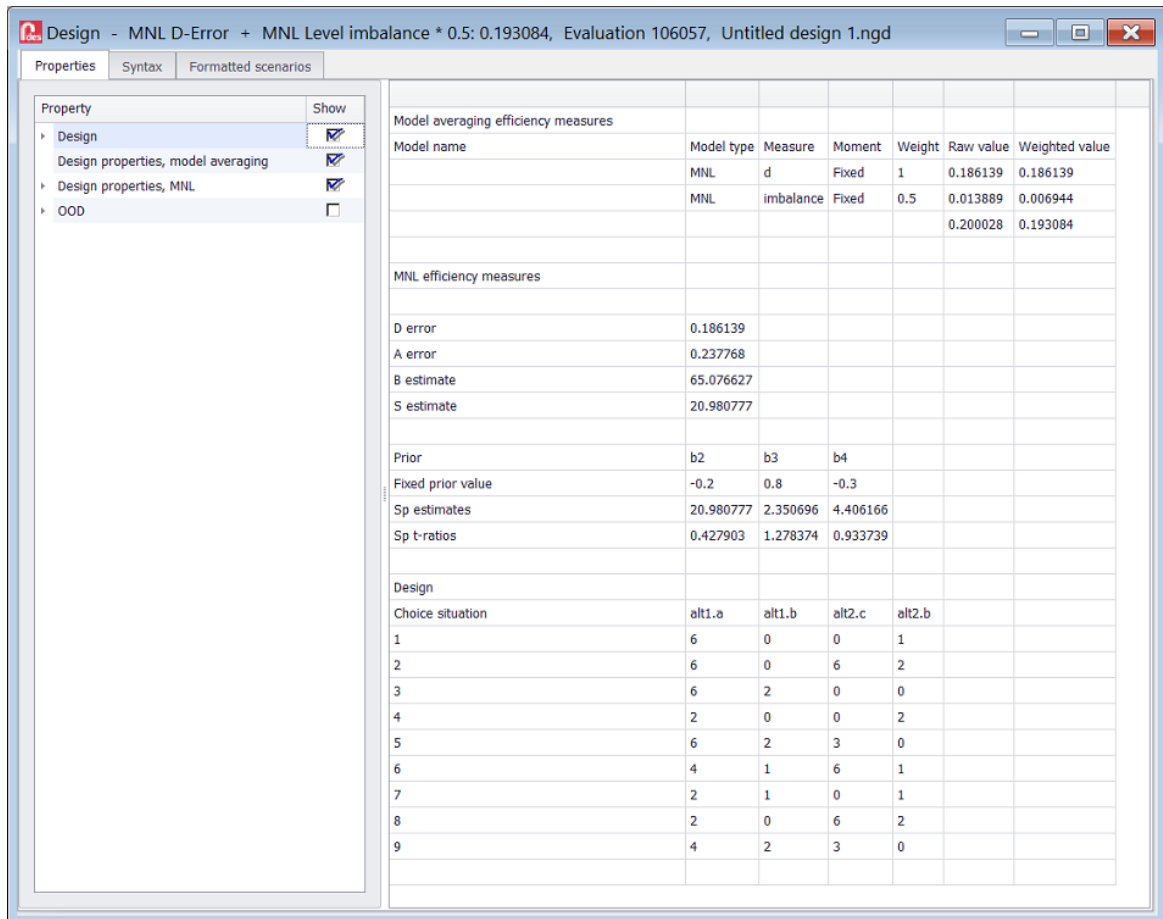 Design - MNL D-Error + MNL Level imbalance * 0.5: 0.193084, Evaluation 106057, Untitled design 1.ngd
Properties Syntax Formatted scenarios
Property Show
Design
Design properties, model averaging
Design properties, MNL
OOD
Model averaging efficiency measures
Model name Model type Measure Moment Weight Raw value Weighted value
MNL d Fixed 1 0.186139 0.186139
MNL imbalance Fixed 0.5 0.013889 0.006944
0.200028 0.193084
MNL efficiency measures
D error 0.186139
A error 0.237768
B estimate 65.076627
S estimate 20.980777
Prior b2 b3 b4
Fixed prior value -0.2 0.8 -0.3
Sp estimates 20.980777 2.350696 4.406166
Sp t-ratios 0.427903 1.278374 0.933739
Design
Choice situation alt1.a alt1.b alt2.c alt2.b
1 6 0 0 1
2 6 0 6 2
3 6 2 0 0
4 2 0 0 2
5 6 2 3 0
6 4 1 6 1
7 2 1 0 1
8 2 0 6 2
9 4 2 3 0